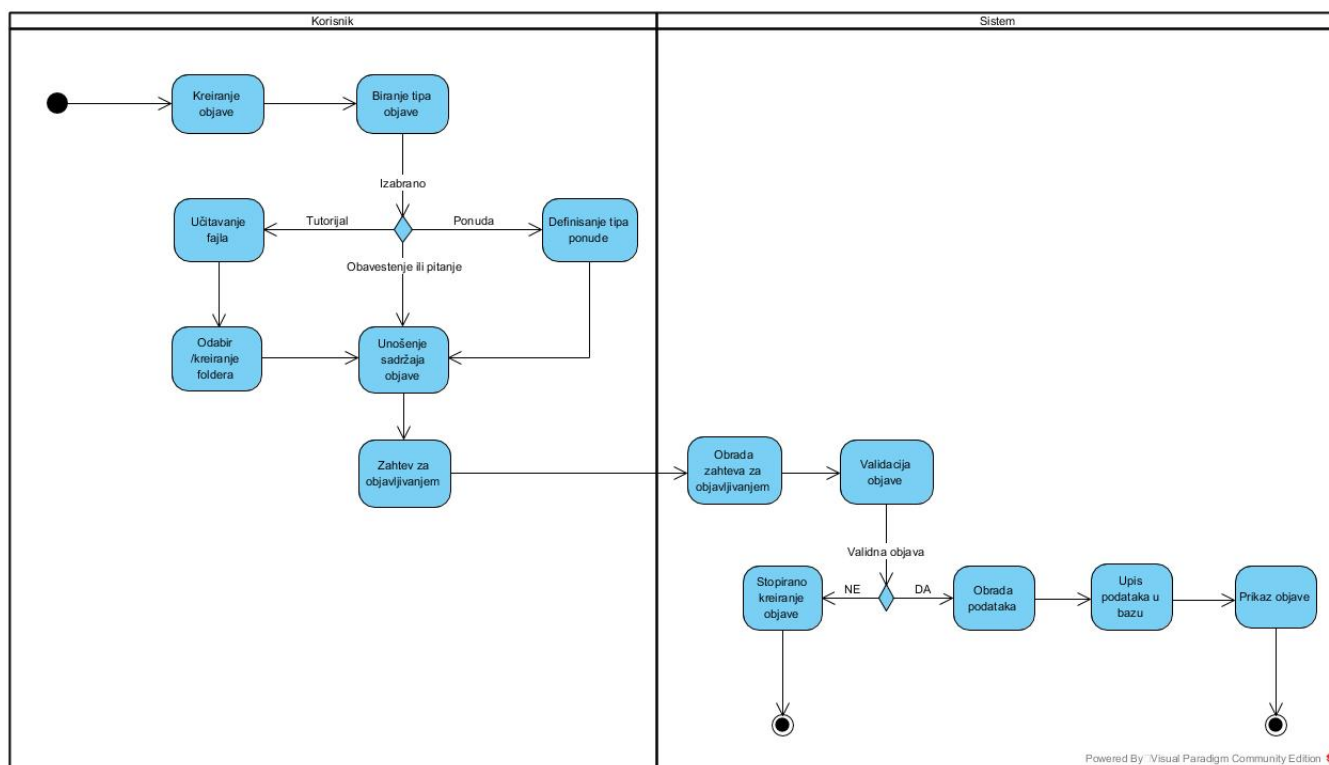 Korisnik
Sistem
Kreiranje
objave
Biranje tipa
objave
Izabrano
Učitavanje
fajla
Tutorijal
Ponuda
Definisanje tipa
ponude
Obavestenje ili pitanje
Odabir
/kreiranje
foldera
Unošenje
sadržaja
objave
Zahtev za
objavljivanjem
Obrada
zahteva za
objavljivanjem
Validacija
objave
Validna objava
Stopirano
kreiranje
objave
NE
DA
Obrada
podataka
Upis
podataka u
bazu
Prikaz objave
Powered By Visual Paradigm Community Edition